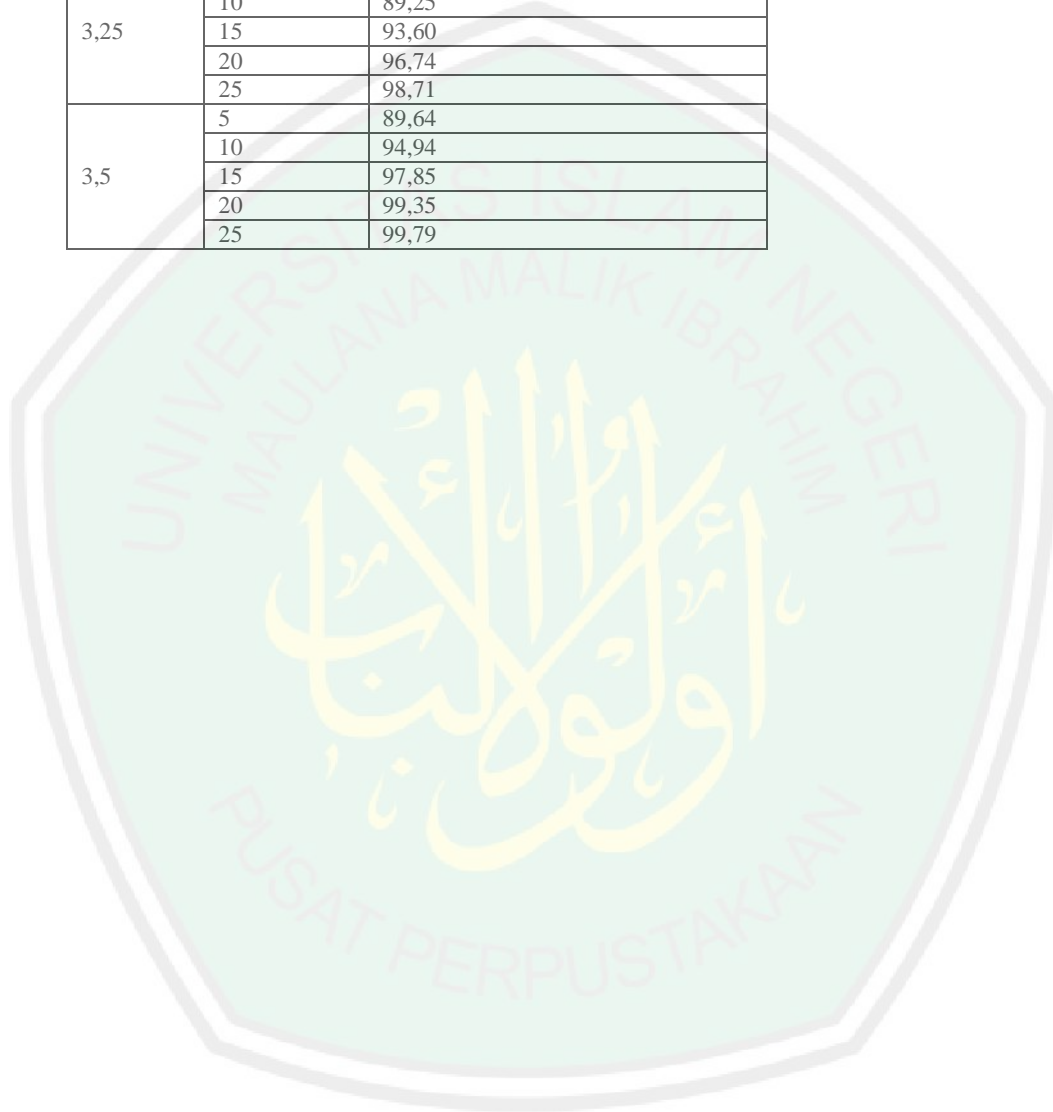 10 89,25
3,25 15 93,60
20 96,74
25 98,71
5 89,64
10 94,94
3,5 15 97,85
20 99,35
25 99,79
UNIVERSITAS ISLAM NEGERI
MAULANA MALIK IBRAHIM
أولوا الألباب
PUSAT PERPUSTAKAAN